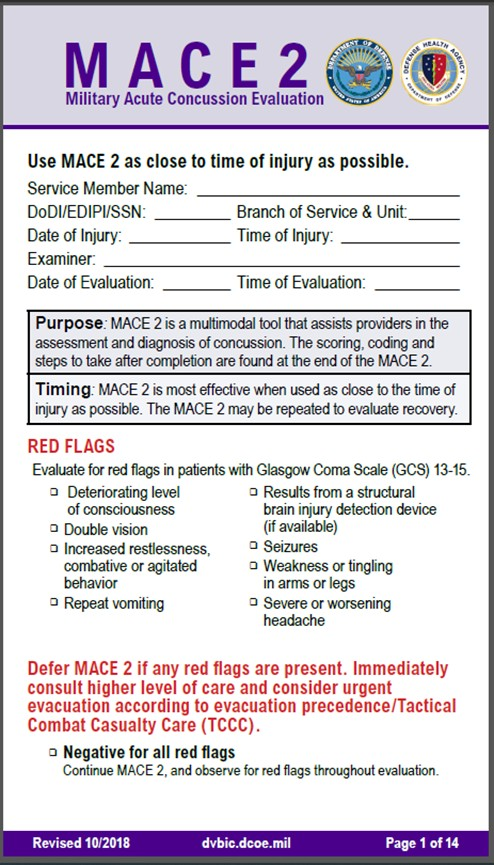 MACE 2
Military Acute Concussion Evaluation
DEPARTMENT OF DEFENSE
UNITED STATES OF AMERICA
DEFENSE HEALTH AGENCY
DEPARTMENT OF DEFENSE
Use MACE 2 as close to time of injury as possible.
Service Member Name:
DoDI/EDIPI/SSN: Branch of Service & Unit:
Date of Injury: Time of Injury:
Examiner:
Date of Evaluation: Time of Evaluation:
Purpose: MACE 2 is a multimodal tool that assists providers in the
assessment and diagnosis of concussion. The scoring, coding and
steps to take after completion are found at the end of the MACE 2.
Timing: MACE 2 is most effective when used as close to the time of
injury as possible. The MACE 2 may be repeated to evaluate recovery.
RED FLAGS
Evaluate for red flags in patients with Glasgow Coma Scale (GCS) 13-15.
Deteriorating level
of consciousness
Double vision
Increased restlessness,
combative or agitated
behavior
Repeat vomiting
Results from a structural
brain injury detection device
(if available)
Seizures
Weakness or tingling
in arms or legs
Severe or worsening
headache
Defer MACE 2 if any red flags are present. Immediately
consult higher level of care and consider urgent
evacuation according to evacuation precedence/Tactical
Combat Casualty Care (TCCC).
Negative for all red flags
Continue MACE 2, and observe for red flags throughout evaluation.
Revised 10/2018 dvbic.dcoe.mil Page 1 of 14